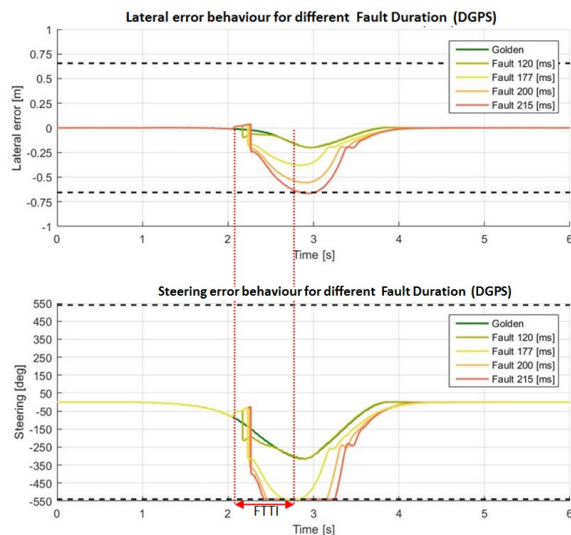 Lateral error behaviour for different Fault Duration (DGPS)
1
0.75
0.5
0.25
0
-0.25
-0.5
-0.75
-1
Lateral error [m]
Golden
Fault 120 [ms]
Fault 177 [ms]
Fault 200 [ms]
Fault 215 [ms]
0 1 2 3 4 5 6
Time [s]
Steering error behaviour for different Fault Duration (DGPS)
550
450
350
250
150
50
-50
-150
-250
-350
-450
-550
Steering [deg]
Golden
Fault 120 [ms]
Fault 177 [ms]
Fault 200 [ms]
Fault 215 [ms]
0 1 2 3 4 5 6
FTTI
Time [s]